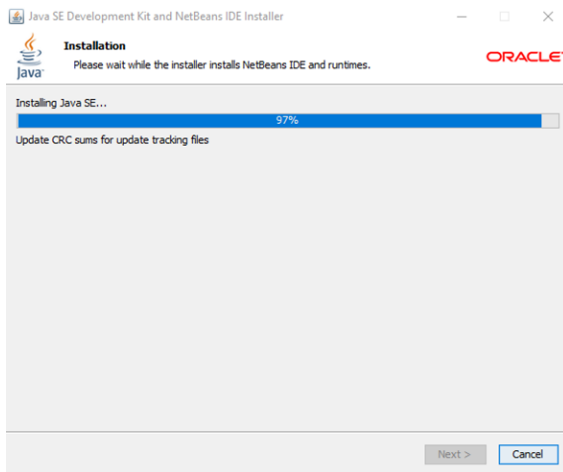 Java SE Development Kit and NetBeans IDE Installer
Installation
Please wait while the installer installs NetBeans IDE and runtimes.
Java
ORACLE
Installing Java SE...
97%
Update CRC sums for update tracking files
Next >
Cancel